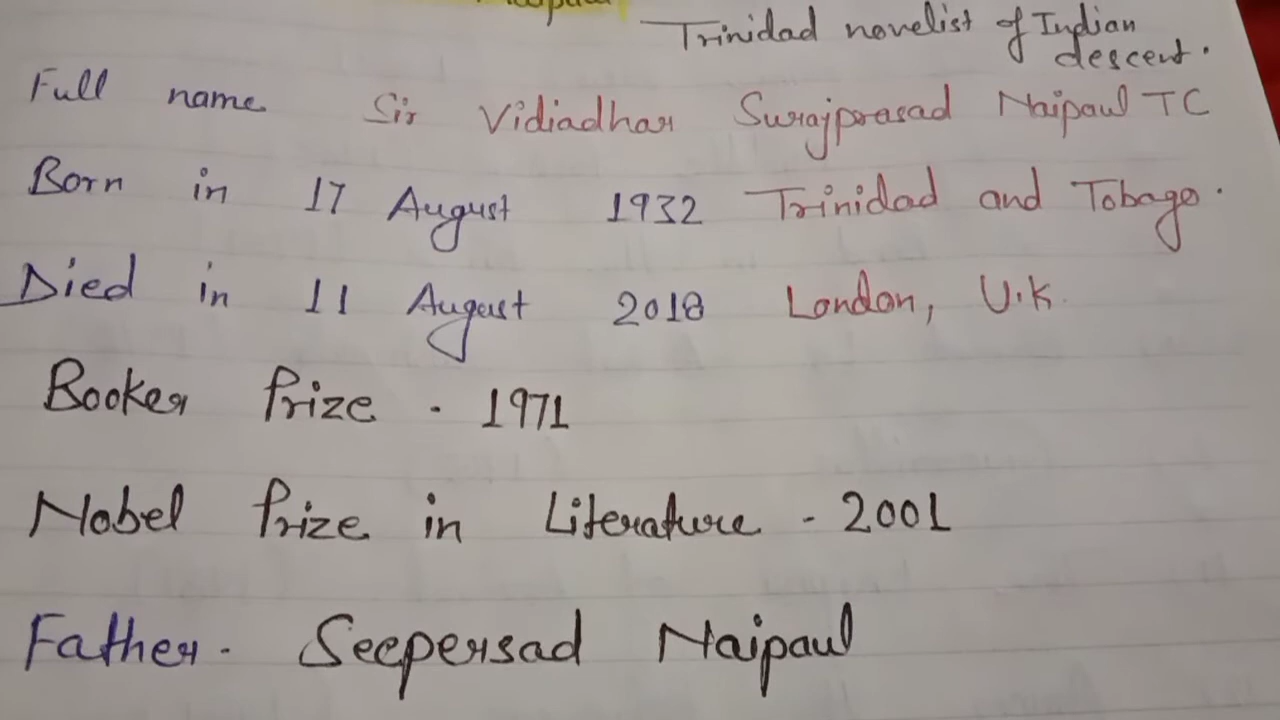 Naipaul
Trinidad novelist of Indian
descent.
Full name Sir Vidiadhar Surajprasad Naipaul TC
Born in 17 August 1932 Trinidad and Tobago.
Died in 11 August 2018 London, U.K.
Booker Prize - 1971
Nobel Prize in Literature - 2001
Father - Seepersad Naipaul